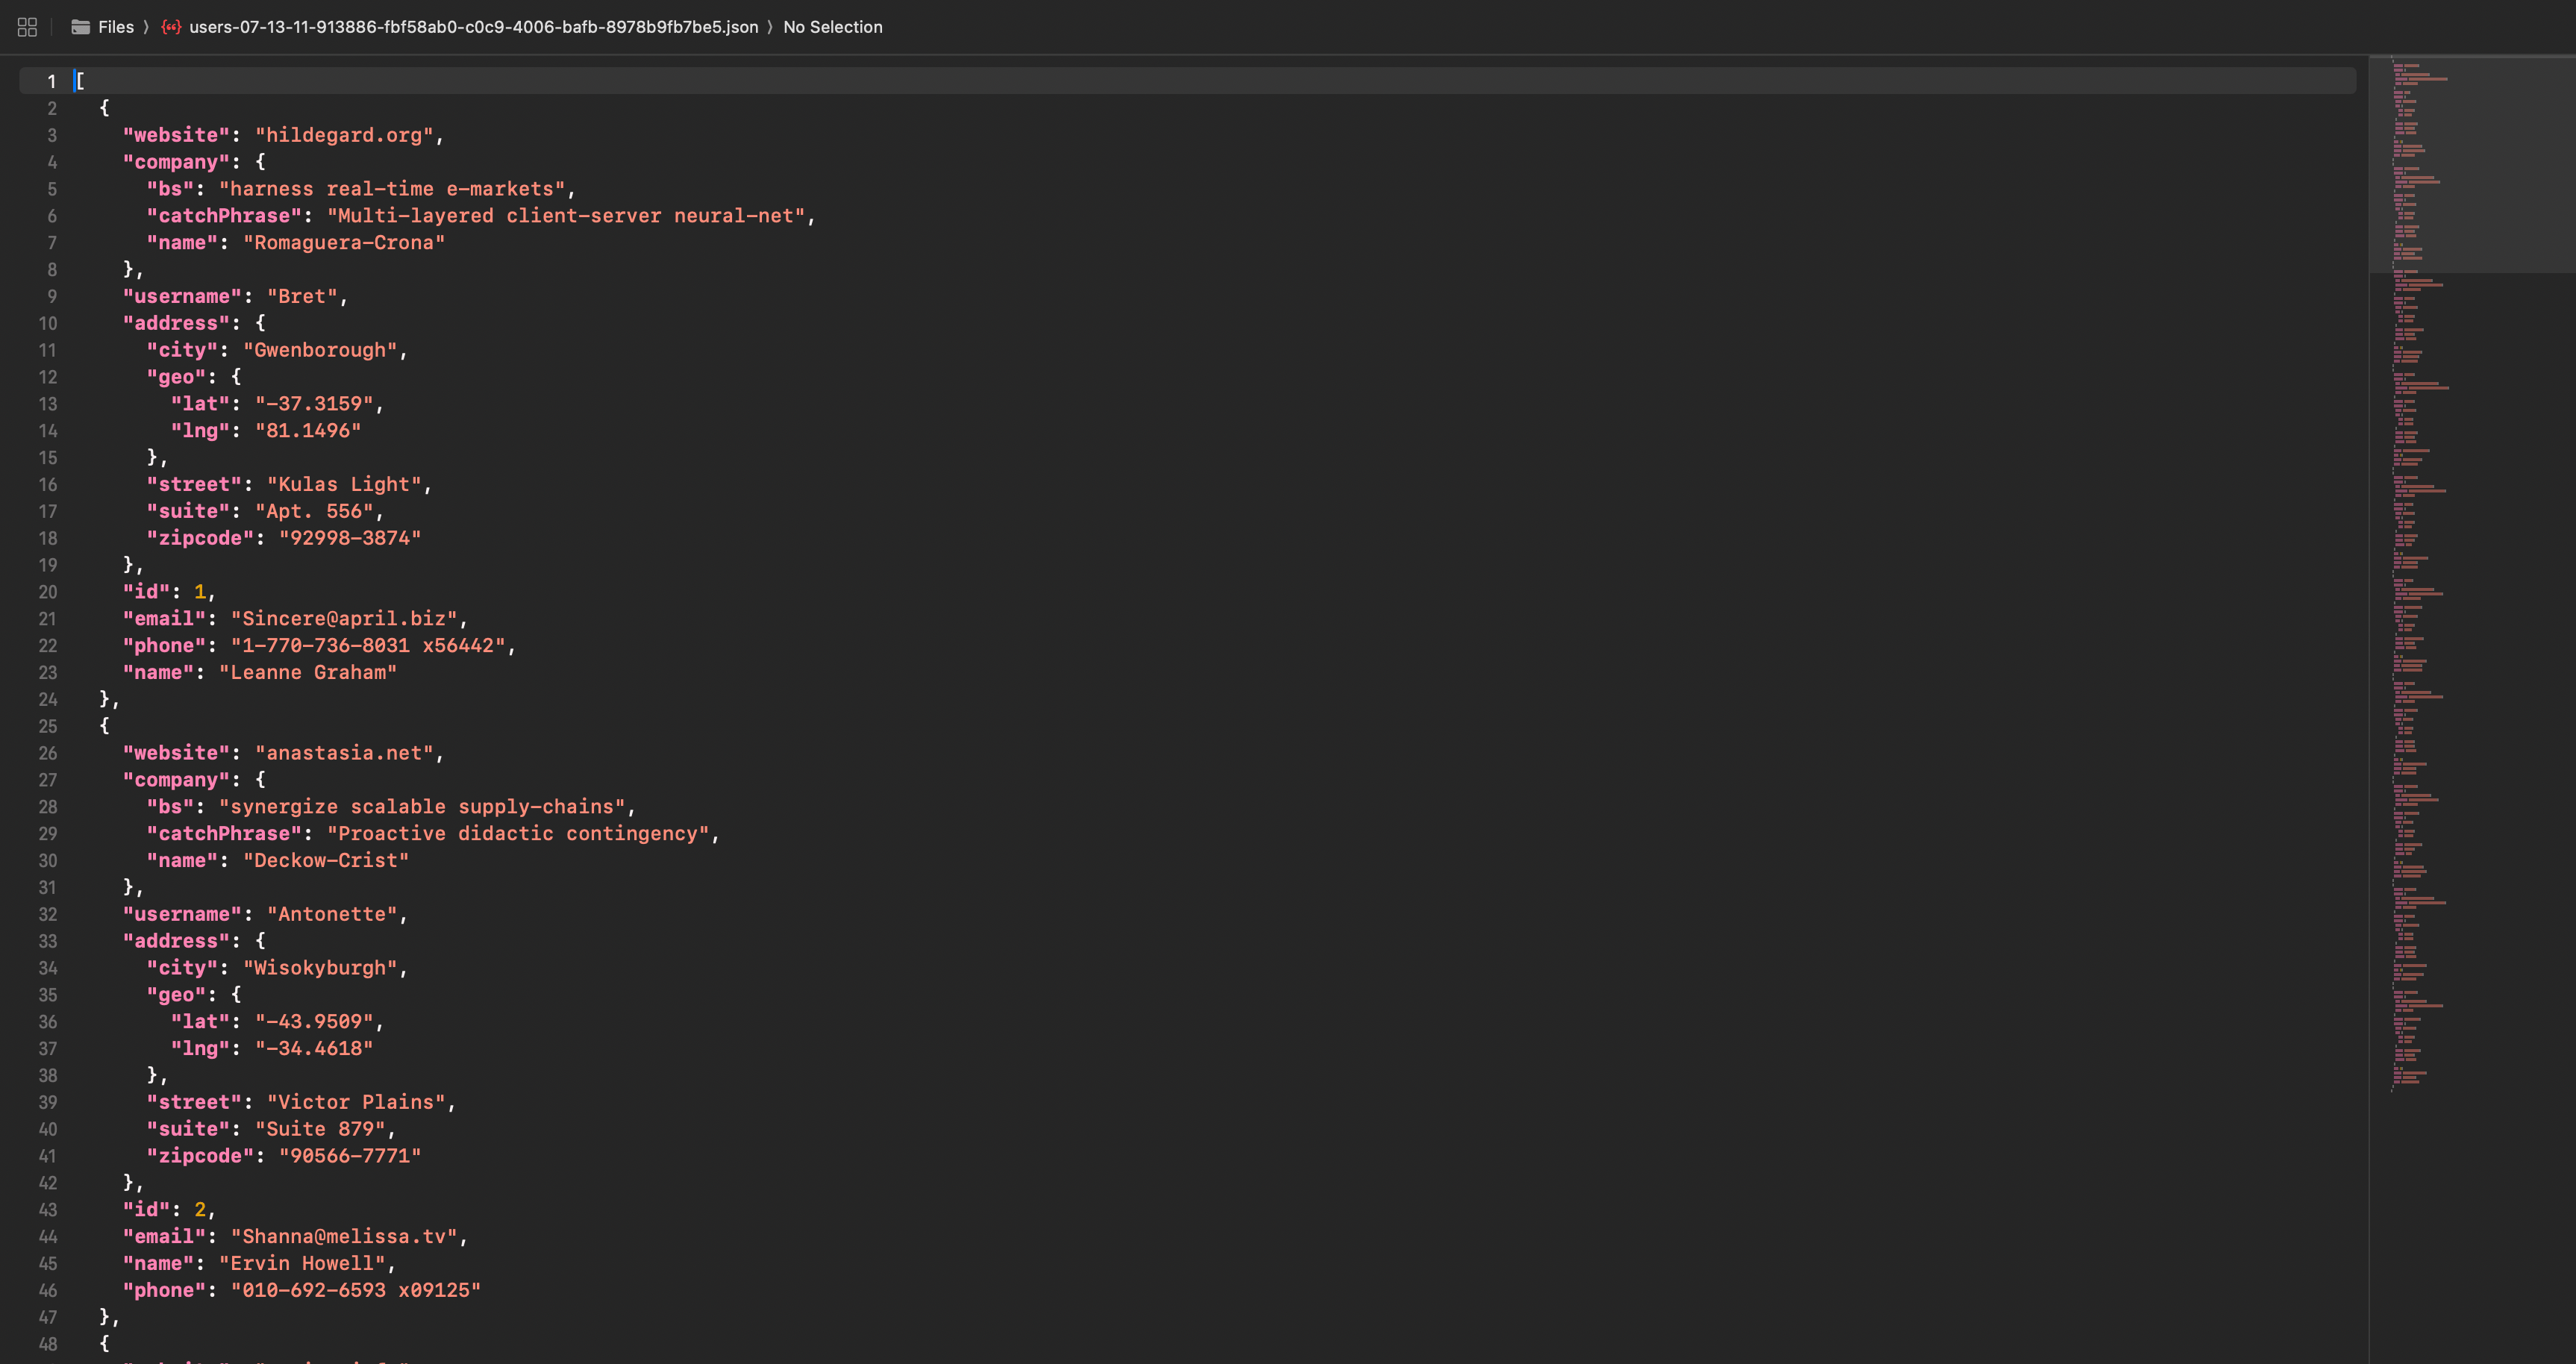 Files 〉 users-07-13-11-913886-fbf58ab0-c0c9-4006-bafb-8978b9fb7be5.json 〉 No Selection
1 [
2   {
3     "website": "hildegard.org",
4     "company": {
5       "bs": "harness real-time e-markets",
6       "catchPhrase": "Multi-layered client-server neural-net",
7       "name": "Romaguera-Crona"
8     },
9     "username": "Bret",
10     "address": {
11       "city": "Gwenborough",
12       "geo": {
13         "lat": "-37.3159",
14         "lng": "81.1496"
15       },
16       "street": "Kulas Light",
17       "suite": "Apt. 556",
18       "zipcode": "92998-3874"
19     },
20     "id": 1,
21     "email": "Sincere@april.biz",
22     "phone": "1-770-736-8031 x56442",
23     "name": "Leanne Graham"
24   },
25   {
26     "website": "anastasia.net",
27     "company": {
28       "bs": "synergize scalable supply-chains",
29       "catchPhrase": "Proactive didactic contingency",
30       "name": "Deckow-Crist"
31     },
32     "username": "Antonette",
33     "address": {
34       "city": "Wisokyburgh",
35       "geo": {
36         "lat": "-43.9509",
37         "lng": "-34.4618"
38       },
39       "street": "Victor Plains",
40       "suite": "Suite 879",
41       "zipcode": "90566-7771"
42     },
43     "id": 2,
44     "email": "Shanna@melissa.tv",
45     "name": "Ervin Howell",
46     "phone": "010-692-6593 x09125"
47   },
48   {